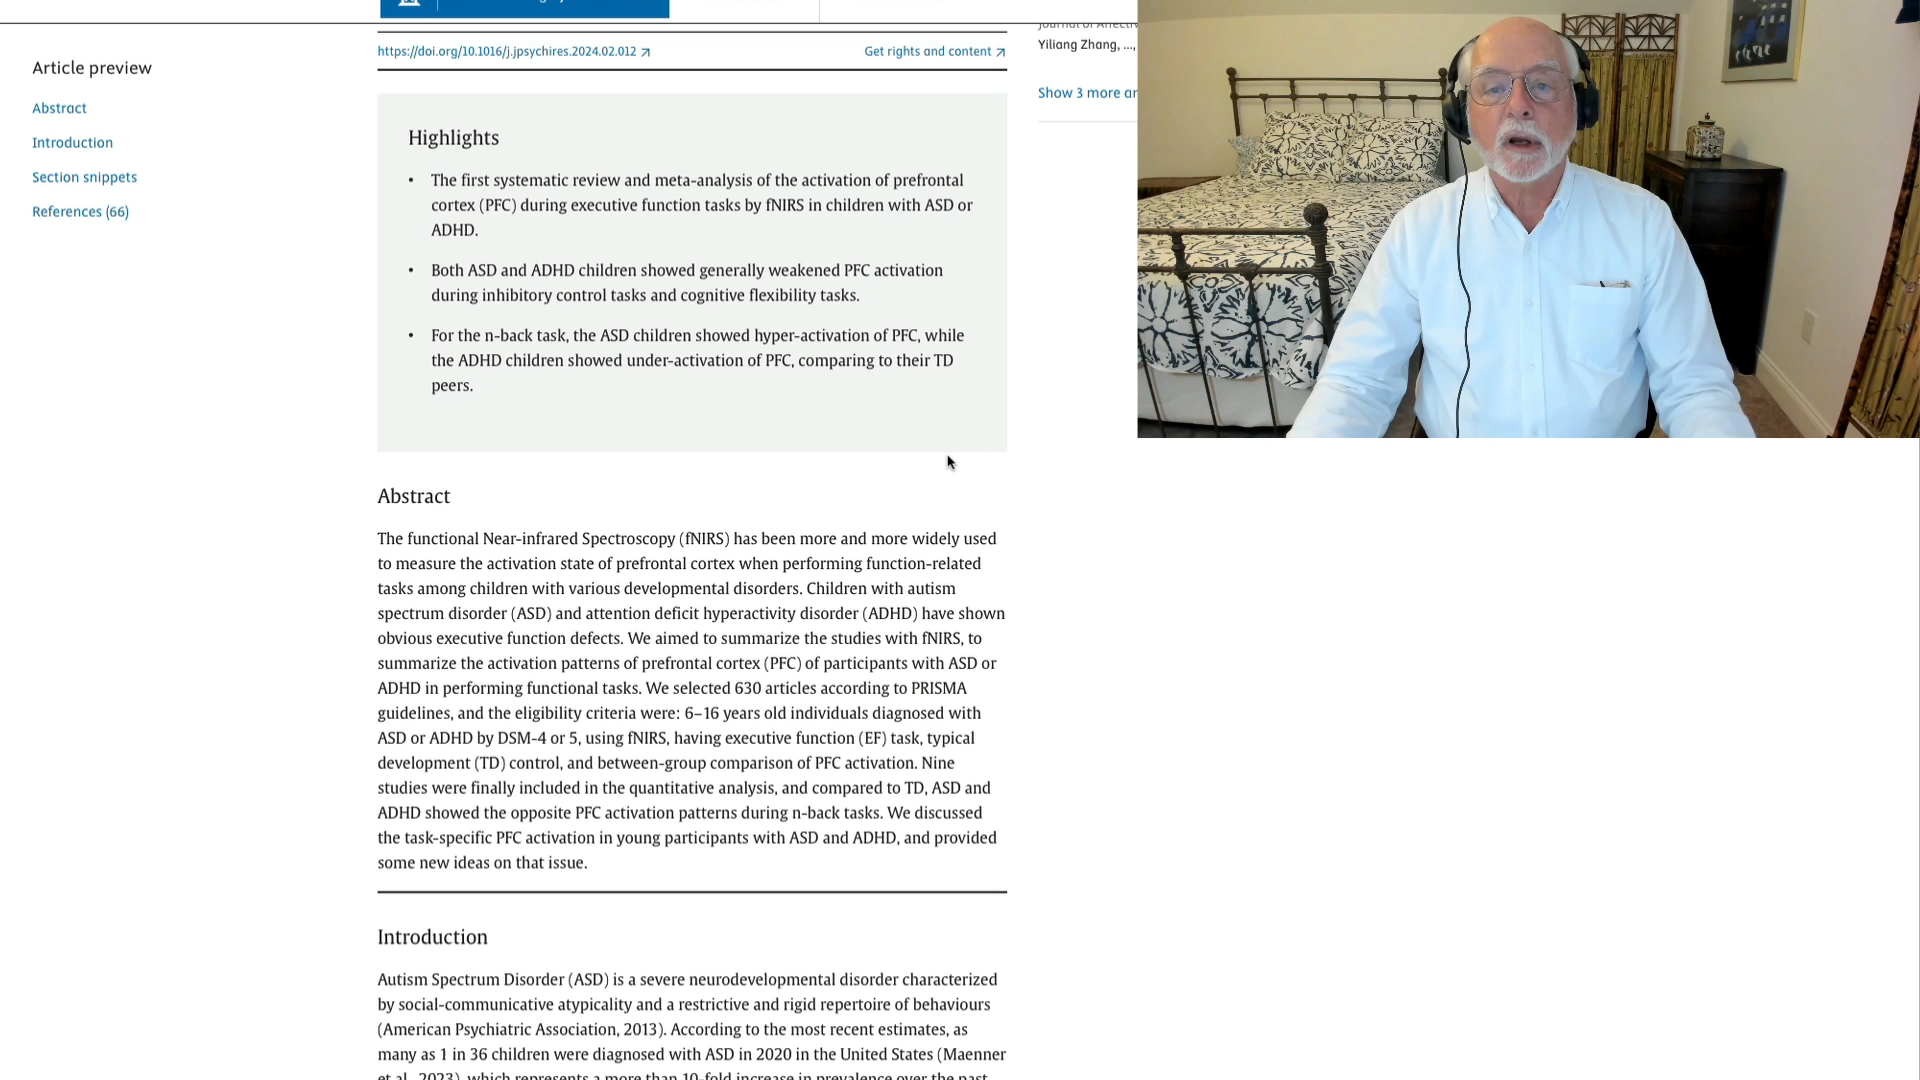 https://doi.org/10.1016/j.jpsychires.2024.02.012
Get rights and content
Yiliang Zhang, ...,
Show 3 more ar
Article preview
Abstract
Introduction
Section snippets
References (66)
Highlights
• The first systematic review and meta-analysis of the activation of prefrontal
cortex (PFC) during executive function tasks by fNIRS in children with ASD or
ADHD.
• Both ASD and ADHD children showed generally weakened PFC activation
during inhibitory control tasks and cognitive flexibility tasks.
• For the n-back task, the ASD children showed hyper-activation of PFC, while
the ADHD children showed under-activation of PFC, comparing to their TD
peers.
Abstract
The functional Near-infrared Spectroscopy (fNIRS) has been more and more widely used
to measure the activation state of prefrontal cortex when performing function-related
tasks among children with various developmental disorders. Children with autism
spectrum disorder (ASD) and attention deficit hyperactivity disorder (ADHD) have shown
obvious executive function defects. We aimed to summarize the studies with fNIRS, to
summarize the activation patterns of prefrontal cortex (PFC) of participants with ASD or
ADHD in performing functional tasks. We selected 630 articles according to PRISMA
guidelines, and the eligibility criteria were: 6–16 years old individuals diagnosed with
ASD or ADHD by DSM-4 or 5, using fNIRS, having executive function (EF) task, typical
development (TD) control, and between-group comparison of PFC activation. Nine
studies were finally included in the quantitative analysis, and compared to TD, ASD and
ADHD showed the opposite PFC activation patterns during n-back tasks. We discussed
the task-specific PFC activation in young participants with ASD and ADHD, and provided
some new ideas on that issue.
Introduction
Autism Spectrum Disorder (ASD) is a severe neurodevelopmental disorder characterized
by social-communicative atypicality and a restrictive and rigid repertoire of behaviours
(American Psychiatric Association, 2013). According to the most recent estimates, as
many as 1 in 36 children were diagnosed with ASD in 2020 in the United States (Maenner
et al., 2023), which represents a more than 10-fold increase in prevalence over the past